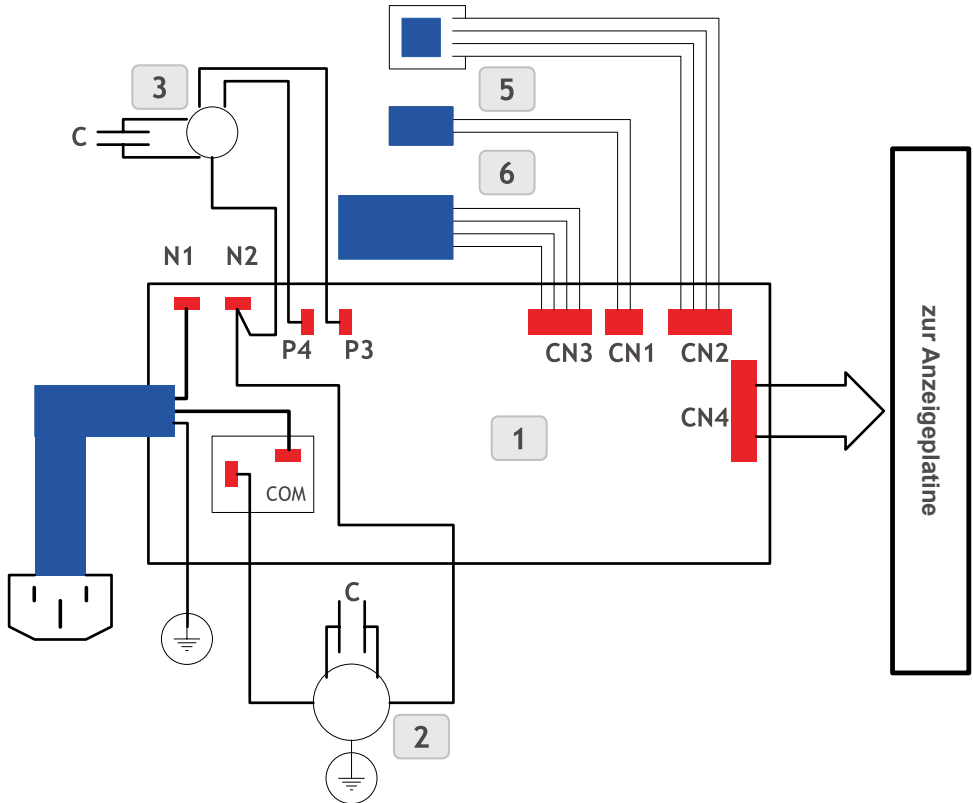 3
5
C
6
N1
N2
P4
P3
CN3
CN1
CN2
zur Anzeigeplatine
CN4
1
COM
C
2